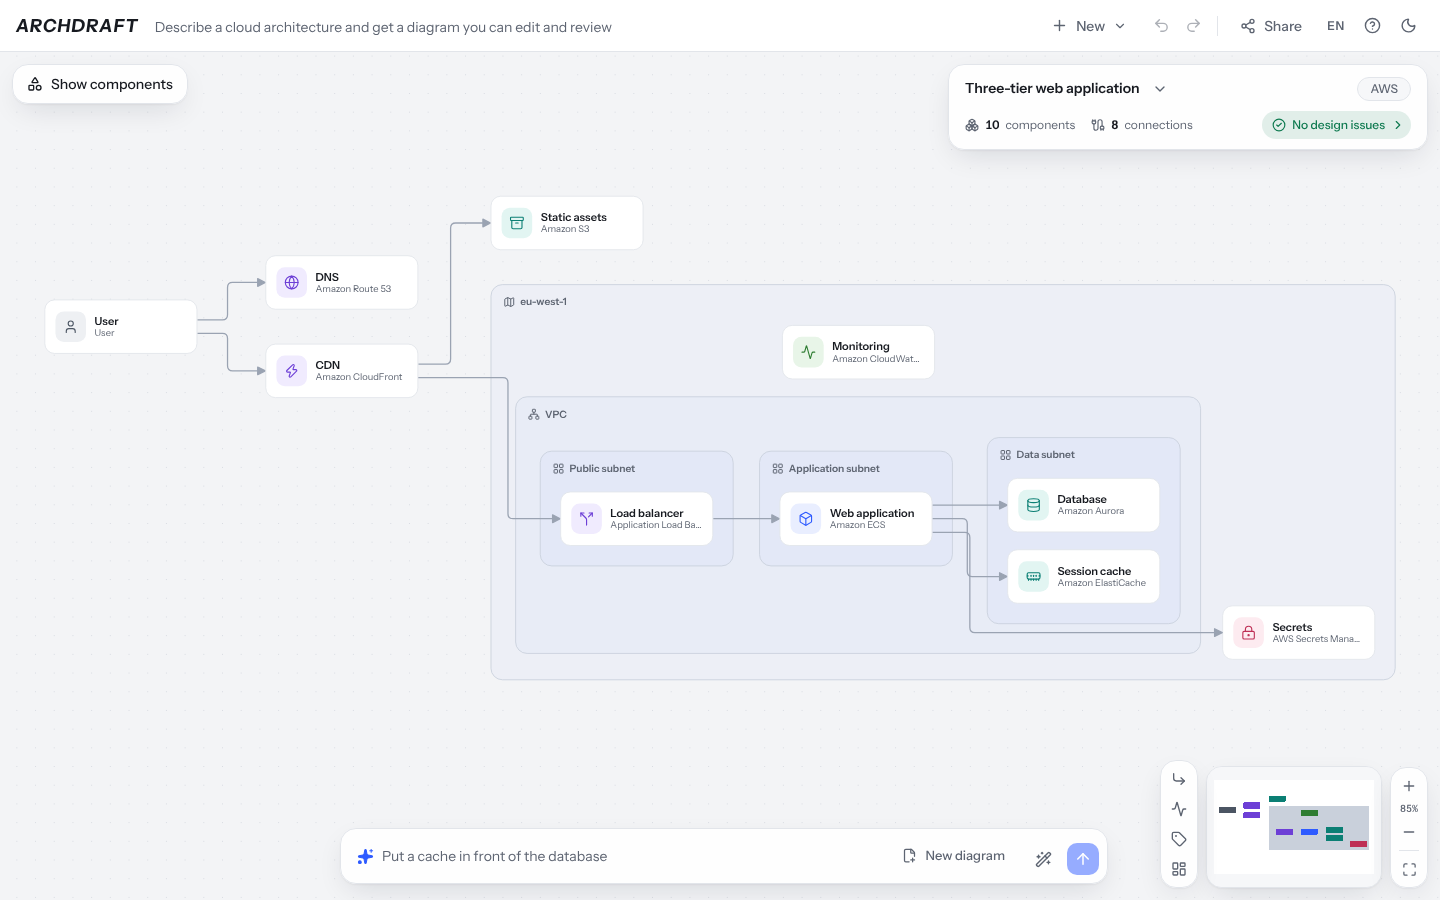 ARCHDRAFT
Describe a cloud architecture and get a diagram you can edit and review
New
Share
EN
Show components
Three-tier web application
AWS
10 components
8 connections
No design issues
Static assets
Amazon S3
DNS
Amazon Route 53
User
User
CDN
Amazon CloudFront
eu-west-1
Monitoring
Amazon CloudWat...
VPC
Public subnet
Load balancer
Application Load Ba...
Application subnet
Web application
Amazon ECS
Data subnet
Database
Amazon Aurora
Session cache
Amazon ElastiCache
Secrets
AWS Secrets Mana...
85%
Put a cache in front of the database
New diagram